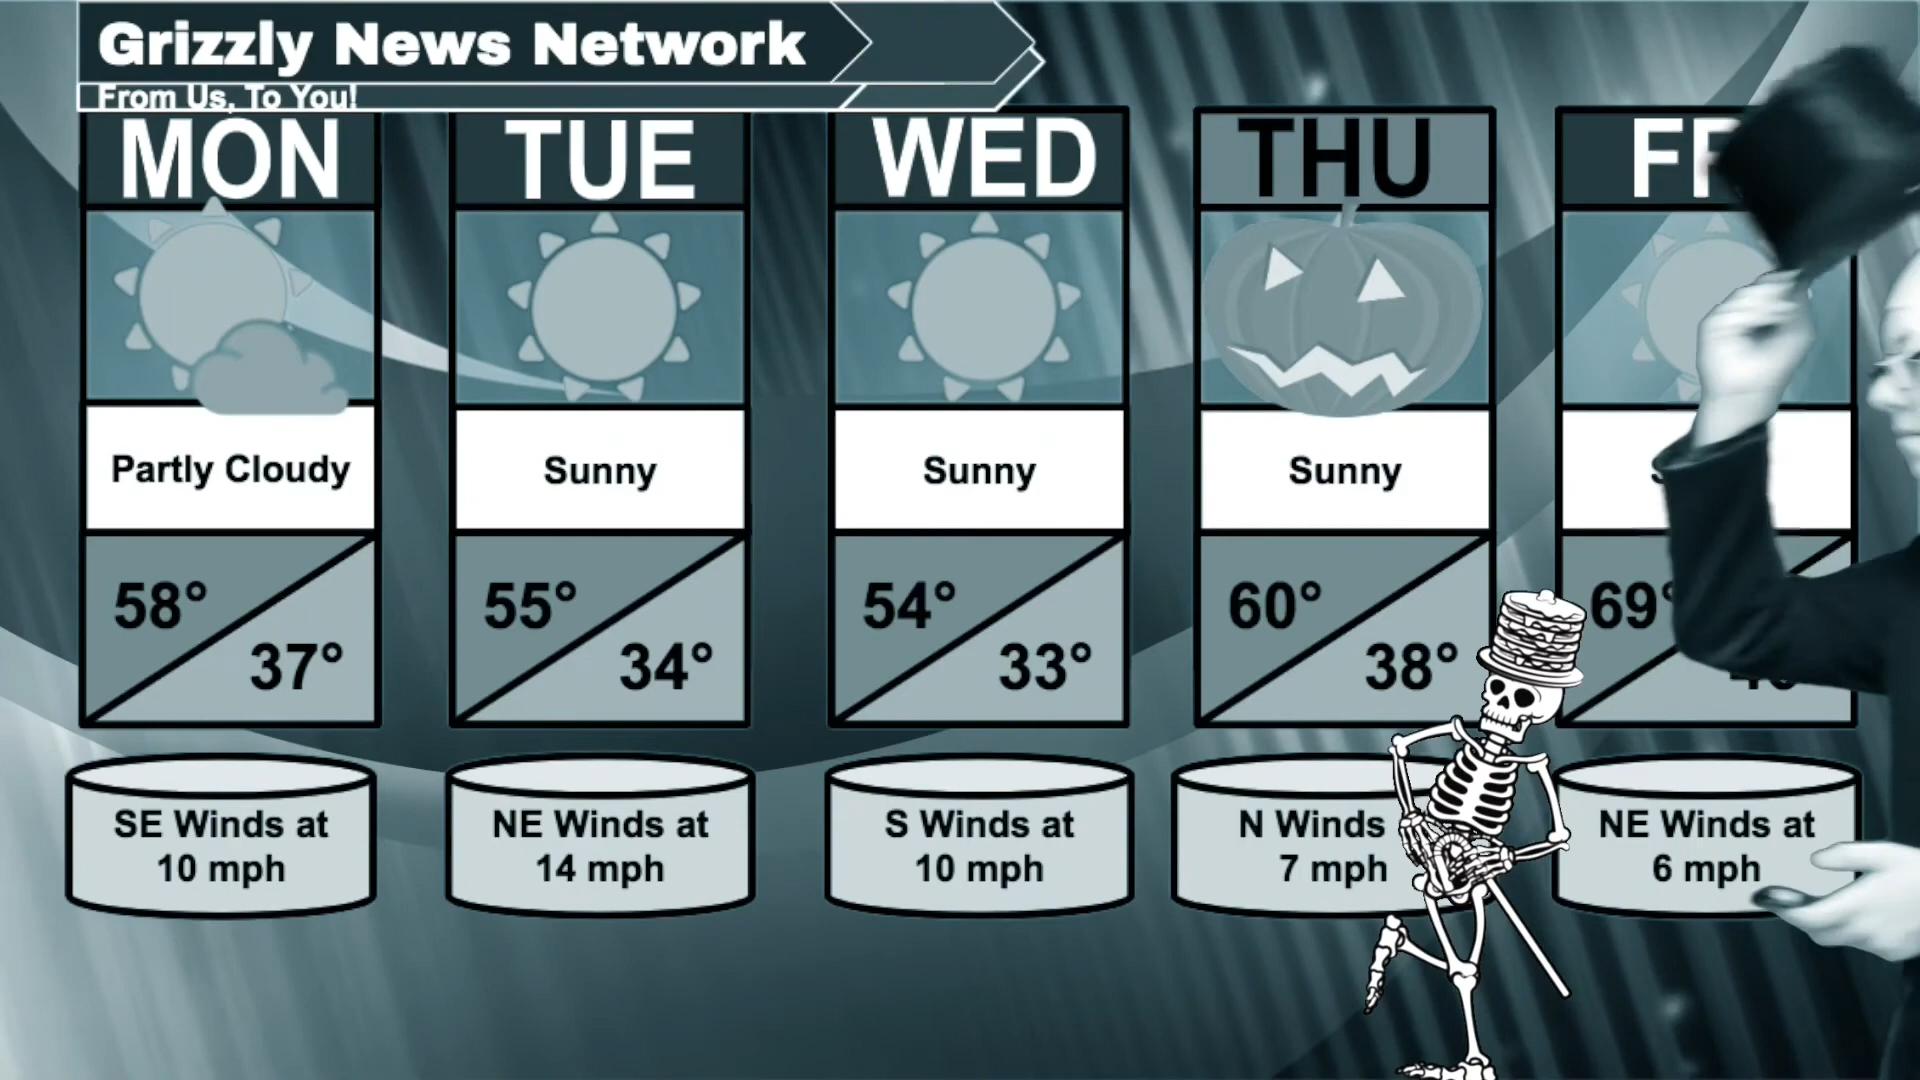 Grizzly News Network
From Us, To You!
MON
TUE
WED
THU
Partly Cloudy
Sunny
Sunny
Sunny
58°
37°
55°
34°
54°
33°
60°
38°
69°
SE Winds at
10 mph
NE Winds at
14 mph
S Winds at
10 mph
N Winds
7 mph
NE Winds at
6 mph